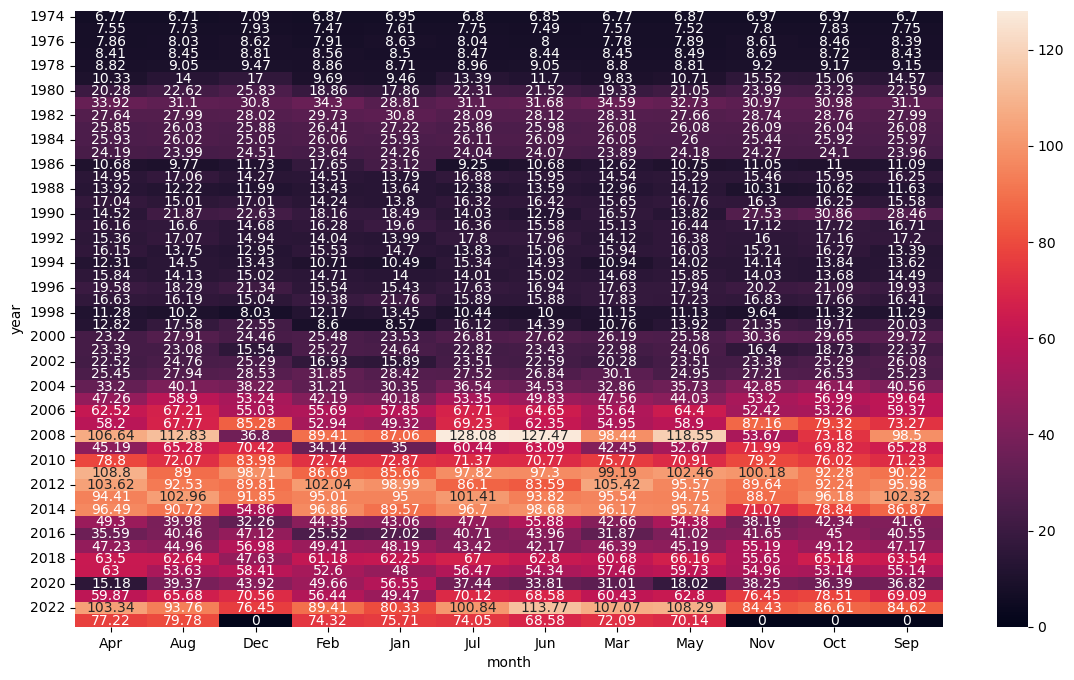 1974 6.77 6.71 7.09 6.87 6.95 6.8 6.85 6.77 6.87 6.97 6.97 6.7
7.55 7.73 7.93 7.47 7.61 7.75 7.49 7.57 7.52 7.8 7.83 7.75
1976 7.86 8.03 8.62 7.91 8.63 8.04 8 7.78 7.89 8.61 8.46 8.39
8.41 8.45 8.81 8.56 8.5 8.47 8.44 8.45 8.49 8.69 8.72 8.43
1978 8.82 9.05 9.47 8.86 8.71 8.96 9.05 8.8 8.81 9.2 9.17 9.15
10.33 14 17 9.69 9.46 13.39 11.7 9.83 10.71 15.52 15.06 14.57
1980 20.28 22.62 25.83 18.86 17.86 22.31 21.52 19.33 21.05 23.99 23.23 22.59
33.92 31.1 30.8 34.3 28.81 31.1 31.68 34.59 32.73 30.97 30.98 31.1
1982 27.64 27.99 28.02 29.73 30.8 28.09 28.12 28.31 27.66 28.74 28.76 27.99
25.85 26.03 25.88 26.41 27.22 25.86 25.98 26.08 26.08 26.09 26.04 26.08
1984 25.93 26.02 25.05 26.06 25.93 26.11 26.09 26.05 26 25.44 25.92 25.97
24.19 23.99 24.51 23.64 24.26 24.04 24.07 23.89 24.18 24.27 24.1 23.96
1986 10.68 9.77 11.73 17.65 23.12 9.25 10.68 12.62 10.75 11.05 11 11.09
14.95 17.06 14.27 14.51 13.79 16.88 15.95 14.54 15.29 15.46 15.95 16.25
1988 13.92 12.22 11.99 13.43 13.64 12.38 13.59 12.96 14.12 10.31 10.62 11.63
17.04 15.01 17.01 14.24 13.8 16.32 16.42 15.65 16.76 16.3 16.25 15.58
1990 14.52 21.87 22.63 18.16 18.49 14.03 12.79 16.57 13.82 27.53 30.86 28.46
16.16 16.6 14.68 16.28 19.6 16.36 15.58 15.13 16.44 17.12 17.72 16.71
1992 15.36 17.07 14.94 14.04 13.99 17.8 17.96 14.12 16.38 16 17.16 17.2
16.15 13.75 12.95 15.53 14.7 13.83 15.06 15.94 16.03 15.21 16.27 13.39
1994 12.31 14.5 13.43 10.71 10.49 15.34 14.93 10.94 14.02 14.14 13.84 13.62
15.84 14.13 15.02 14.71 14 14.01 15.02 14.68 15.85 14.03 13.68 14.49
1996 19.58 18.29 21.34 15.54 15.43 17.63 16.94 17.63 17.94 20.2 21.09 19.93
16.63 16.19 15.04 19.38 21.76 15.89 15.88 17.83 17.23 16.83 17.66 16.41
1998 11.28 10.2 8.03 12.17 13.45 10.44 10 11.15 11.13 9.64 11.32 11.29
12.82 17.58 22.55 8.6 8.57 16.12 14.39 10.76 13.92 21.35 19.71 20.03
2000 23.2 27.91 24.46 25.48 23.53 26.81 27.62 26.19 25.58 30.36 29.65 29.72
23.39 23.08 15.54 25.27 24.64 22.82 23.43 22.98 24.06 16.4 18.73 22.37
2002 22.52 24.76 25.29 16.93 15.89 23.51 22.59 20.28 23.51 23.38 25.29 26.08
25.45 27.94 28.53 31.85 28.42 27.52 26.84 30.1 24.95 27.21 26.53 25.23
2004 33.2 40.1 38.22 31.21 30.35 36.54 34.53 32.86 35.73 42.85 46.14 40.56
47.26 58.9 53.24 42.19 40.18 53.35 49.83 47.56 44.03 53.2 56.99 59.64
2006 62.52 67.21 55.03 55.69 57.85 67.71 64.65 55.64 64.4 52.42 53.26 59.37
58.2 67.77 85.28 55.07 51.32 69.23 62.35 54.95 58.9 87.16 79.32 73.27
2008 106.64 112.83 36.8 89.41 87.06 128.08 127.47 98.44 118.55 53.67 73.18 98.5
45.19 65.28 70.42 34.14 35 60.44 63.09 42.45 52.67 71.99 69.82 65.28
2010 78.8 72.07 83.98 72.74 72.87 71.37 70.77 75.77 70.91 79.2 76.02 71.23
108.8 89 98.71 86.69 85.66 97.82 97.3 99.19 102.46 100.18 92.28 90.22
2012 103.62 92.53 89.81 102.04 98.99 86.1 83.59 105.42 95.57 89.64 92.24 95.98
94.41 102.96 91.85 95.01 95 101.41 93.82 95.54 94.75 88.7 96.18 102.32
2014 96.49 90.72 54.86 96.86 89.57 96.7 98.68 96.17 95.74 71.07 78.84 86.87
49.3 39.98 32.26 44.35 43.06 47.7 55.88 42.66 54.38 38.19 42.34 41.6
2016 35.59 40.46 47.12 25.52 27.02 40.71 43.96 31.87 41.02 41.65 45 40.55
47.23 44.96 56.98 49.41 48.19 43.42 42.17 46.39 45.19 55.19 49.12 47.17
2018 63.5 62.64 47.63 61.18 62.25 67 62.8 60.68 66.19 55.65 65.18 63.54
63 53.63 58.41 52.6 48 56.47 54.34 57.46 59.73 54.96 53.14 55.14
2020 15.18 39.37 43.92 49.66 56.55 37.44 33.81 31.01 18.02 38.25 36.39 36.82
59.87 65.68 70.56 56.44 49.47 70.12 68.58 60.43 62.8 76.45 78.51 69.09
2022 103.34 93.76 76.45 89.41 80.33 100.84 113.77 107.07 108.29 84.43 86.61 84.62
77.22 79.78 0 74.32 75.71 74.05 68.58 72.09 70.14 0 0 0
Apr Aug Dec Feb Jan Jul Jun Mar May Nov Oct Sep
month
year
120
100
80
60
40
20
0